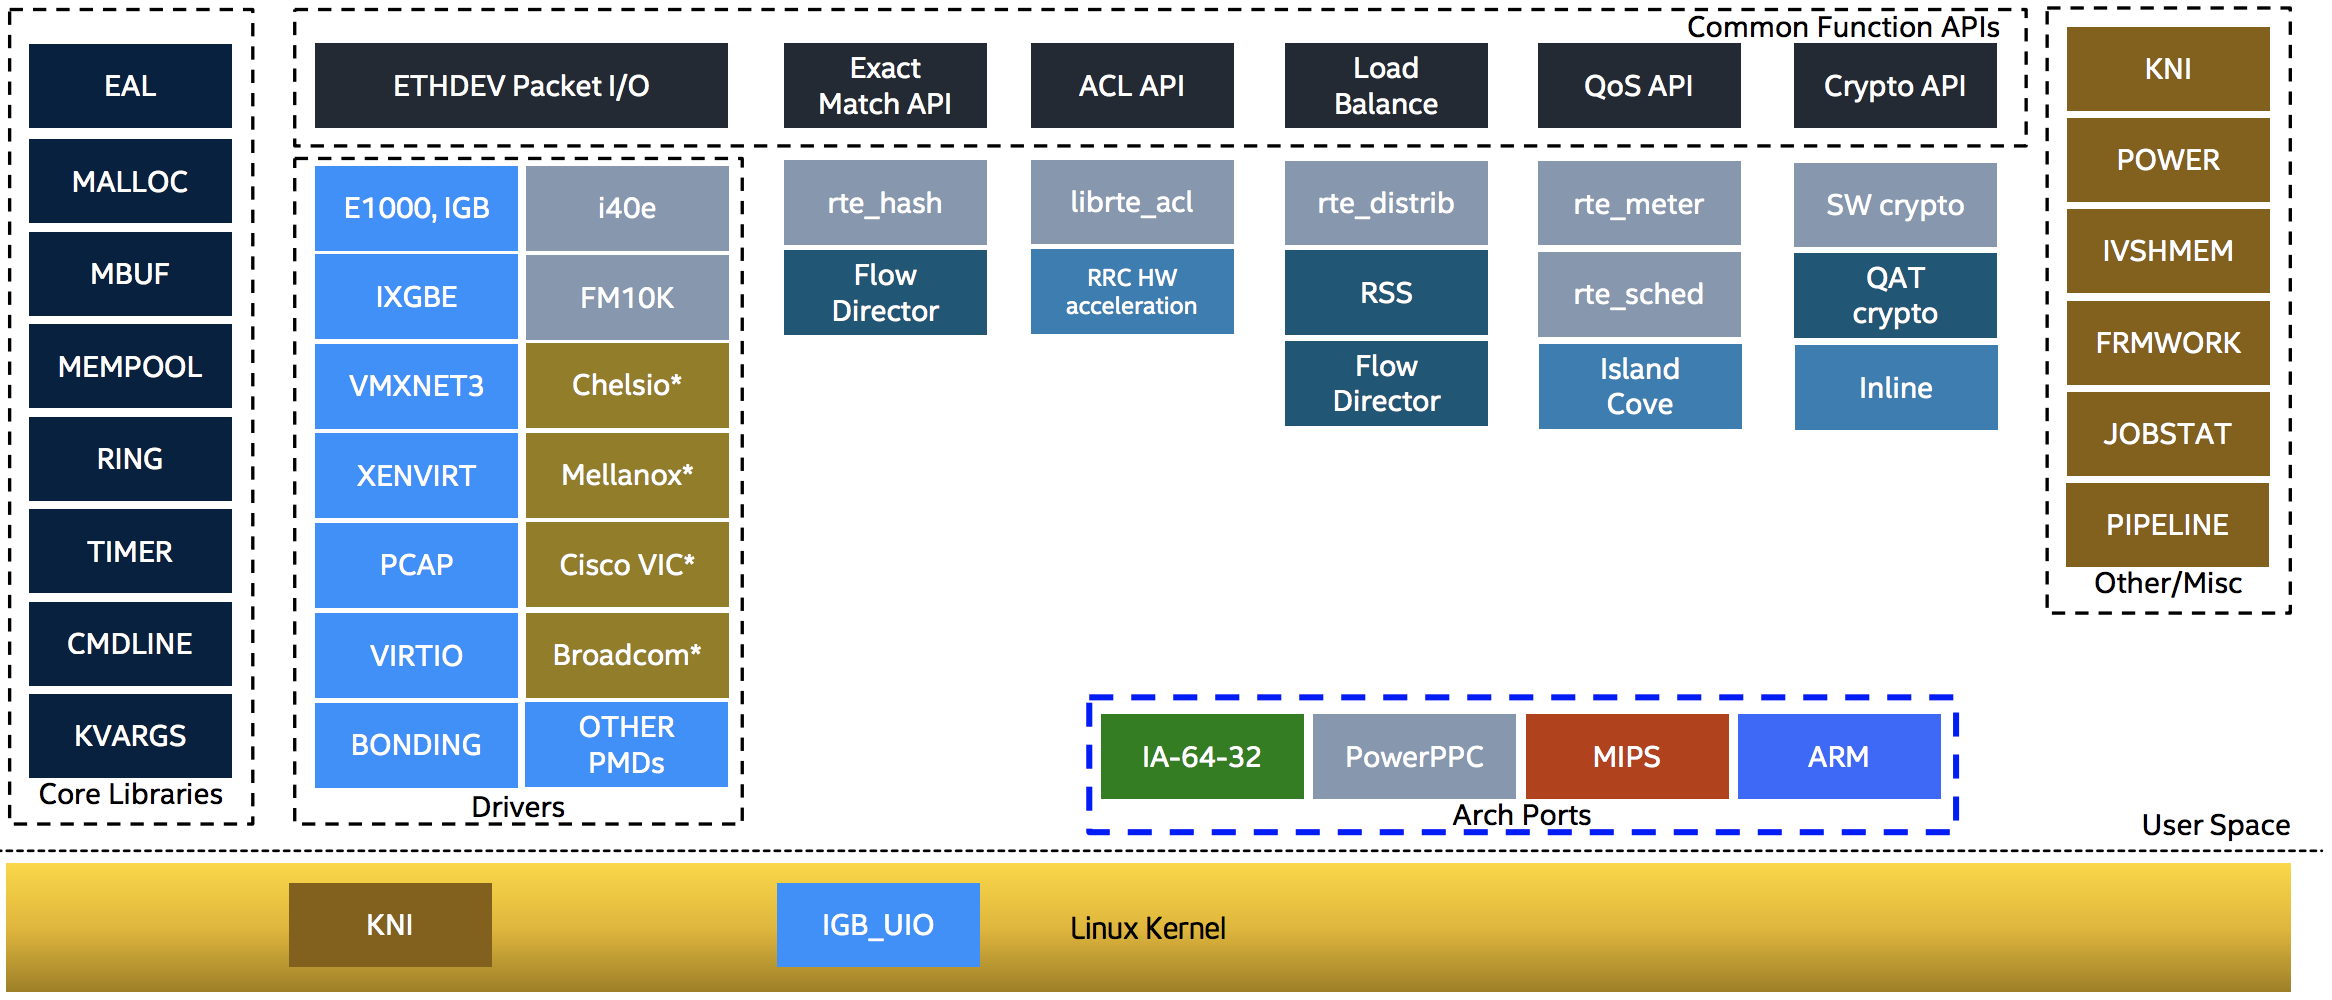 EAL
MALLOC
MBUF
MEMPOOL
RING
TIMER
CMDLINE
KVARGS
Core Libraries
Common Function APIs
ETHDEV Packet I/O
Exact
Match API
ACL API
Load
Balance
QoS API
Crypto API
E1000, IGB
i40e
IXGBE
FM10K
VMXNET3
Chelsio*
XENVIRT
Mellanox*
PCAP
Cisco VIC*
VIRTIO
Broadcom*
BONDING
OTHER
PMDs
Drivers
rte_hash
Flow
Director
librte_acl
RRC HW
acceleration
rte_distrib
RSS
Flow
Director
rte_meter
rte_sched
Island
Cove
SW crypto
QAT
crypto
Inline
KNI
POWER
IVSHMEM
FRMWORK
JOBSTAT
PIPELINE
Other/Misc
IA-64-32
PowerPPC
MIPS
ARM
Arch Ports
User Space
KNI
IGB_UIO
Linux Kernel